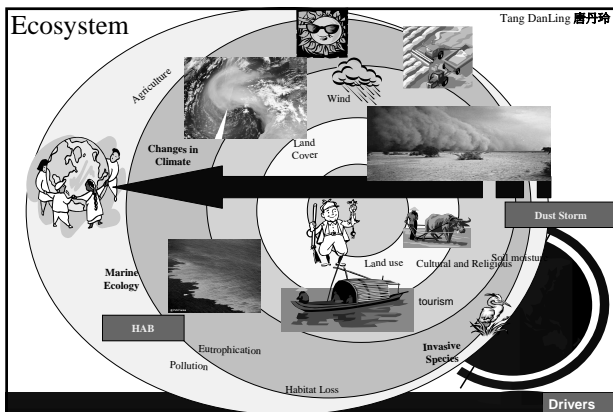 Ecosystem
Tang DanLing 唐丹玲
Agriculture
Wind
Land
Cover
Changes in
Climate
Dust Storm
Soil moisture
Land use
Cultural and Religious
Marine
Ecology
tourism
HAB
Eutrophication
Pollution
Invasive
Species
Habitat Loss
Drivers